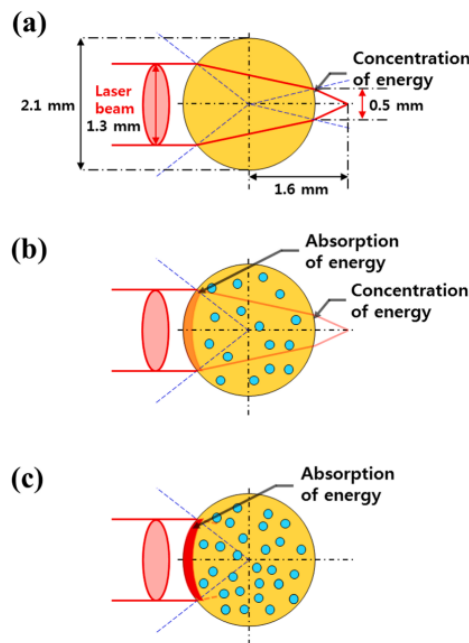 (a)
Concentration
of energy
Laser
beam
2.1 mm
1.3 mm
0.5 mm
1.6 mm
(b)
Absorption
of energy
Concentration
of energy
(c)
Absorption
of energy